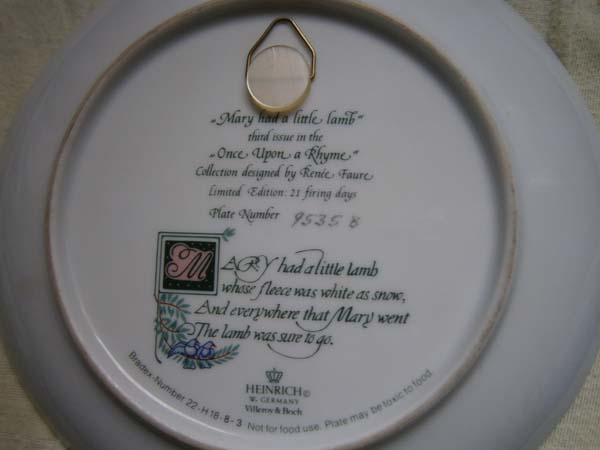 „Mary had a little lamb"
third issue in the
„Once Upon a Rhyme"
Collection designed by Renée Faure
Limited Edition: 21 firing days
Plate Number 9535 B
MARY had a little lamb
whose fleece was white as snow,
And everywhere that Mary went
The lamb was sure to go.
HEINRICH ©
W. GERMANY
Villeroy & Boch
Bradex-Number 22-H18-8-3 Not for food use. Plate may be toxic to food.